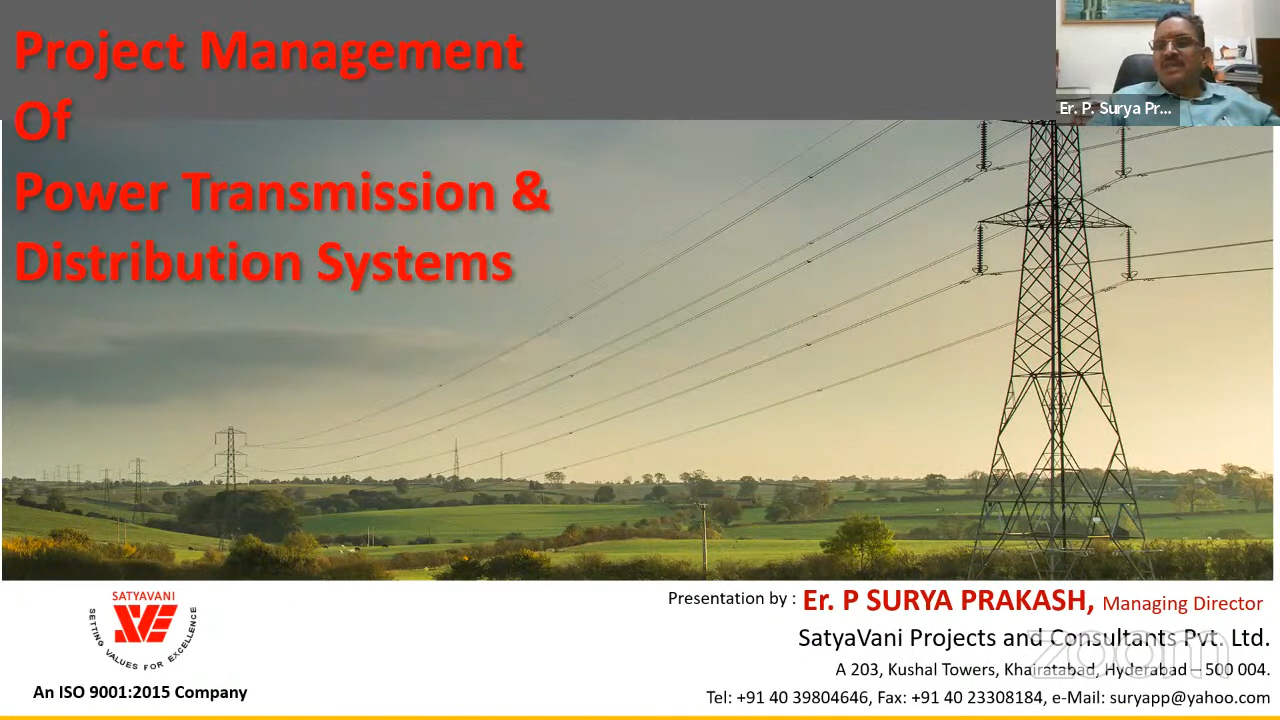 Project Management
Of
Power Transmission &
Distribution Systems
Er. P. Surya Pr...
SATYAVANI
SETTING VALUES FOR EXCELLENCE
An ISO 9001:2015 Company
Presentation by : Er. P SURYA PRAKASH, Managing Director
SatyaVani Projects and Consultants Pvt. Ltd.
zoom
A 203, Kushal Towers, Khairatabad, Hyderabad – 500 004.
Tel: +91 40 39804646, Fax: +91 40 23308184, e-Mail: suryapp@yahoo.com